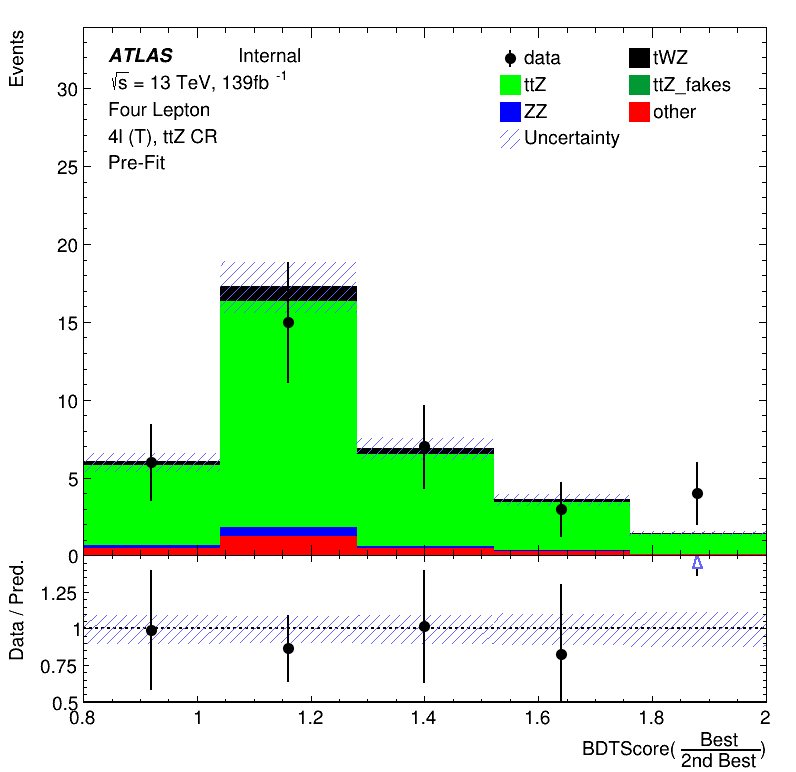 Events
ATLAS Internal
√s = 13 TeV, 139fb -1
Four Lepton
4l (T), ttZ CR
Pre-Fit
data
tWZ
ttZ
ttZ_fakes
ZZ
other
Uncertainty
30
25
20
15
10
5
0
Data / Pred.
1.25
1
0.75
0.5
0.8 1 1.2 1.4 1.6 1.8 2
BDTScore(Best/2nd Best)